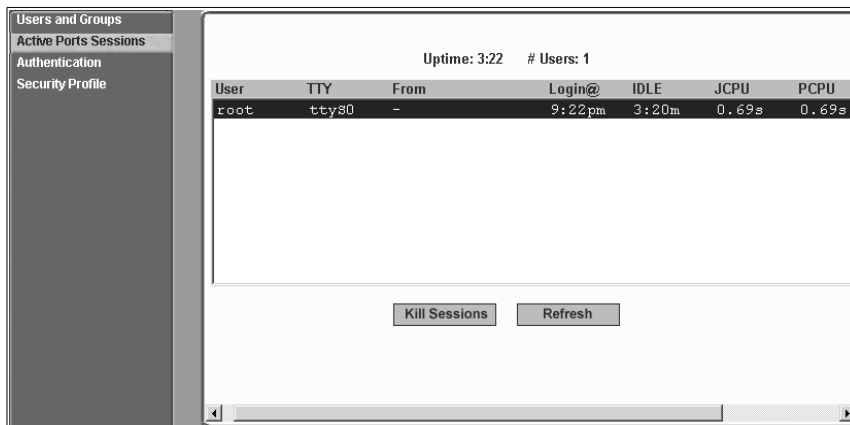 Users and Groups
Active Ports Sessions
Authentication
Security Profile
Uptime: 3:22 # Users: 1
User TTY From Login@ IDLE JCPU PCPU
root ttyS0 - 9:22pm 3:20m 0.69s 0.69s
Kill Sessions Refresh